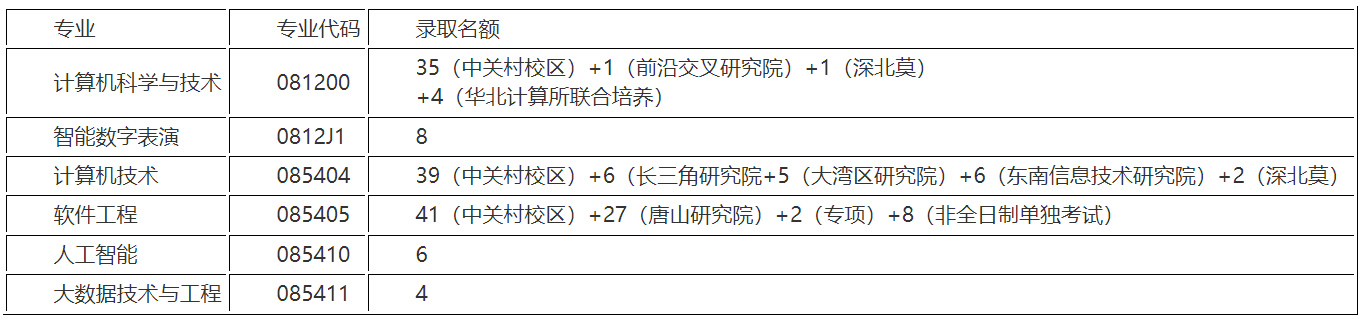 专业 专业代码 录取名额
计算机科学与技术 081200 35（中关村校区）+1（前沿交叉研究院）+1（深北莫）
+4（华北计算所联合培养）
智能数字表演 0812J1 8
计算机技术 085404 39（中关村校区）+6（长三角研究院+5（大湾区研究院）+6（东南信息技术研究院）+2（深北莫）
软件工程 085405 41（中关村校区）+27（唐山研究院）+2（专项）+8（非全日制单独考试）
人工智能 085410 6
大数据技术与工程 085411 4